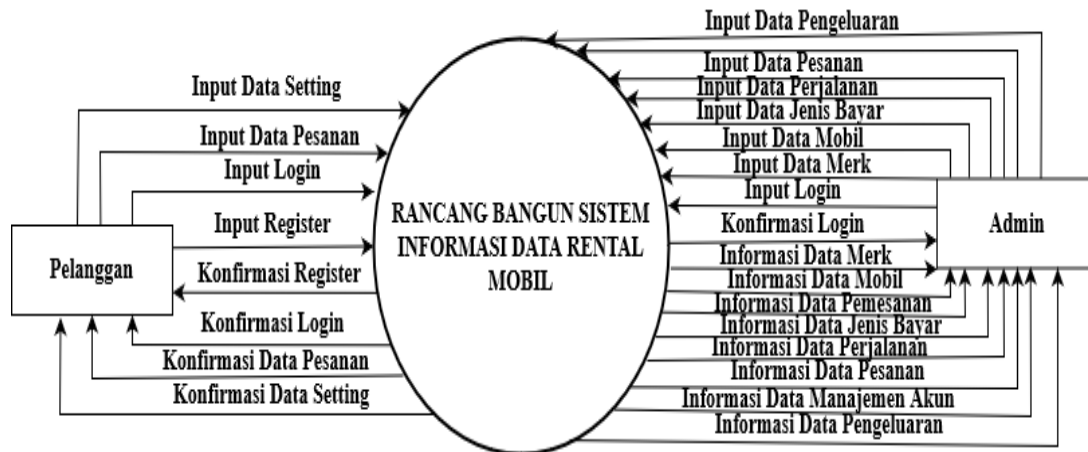 Input Data Setting
Input Data Pesanan
Input Login
Input Register
Pelanggan
Konfirmasi Register
Konfirmasi Login
Konfirmasi Data Pesanan
Konfirmasi Data Setting
RANCANG BANGUN SISTEM
INFORMASI DATA RENTAL
MOBIL
Input Data Pengeluaran
Input Data Pesanan
Input Data Perjalanan
Input Data Jenis Bayar
Input Data Mobil
Input Data Merk
Input Login
Admin
Konfirmasi Login
Informasi Data Merk
Informasi Data Mobil
Informasi Data Pemesanan
Informasi Data Jenis Bayar
Informasi Data Perjalanan
Informasi Data Pesanan
Informasi Data Manajemen Akun
Informasi Data Pengeluaran